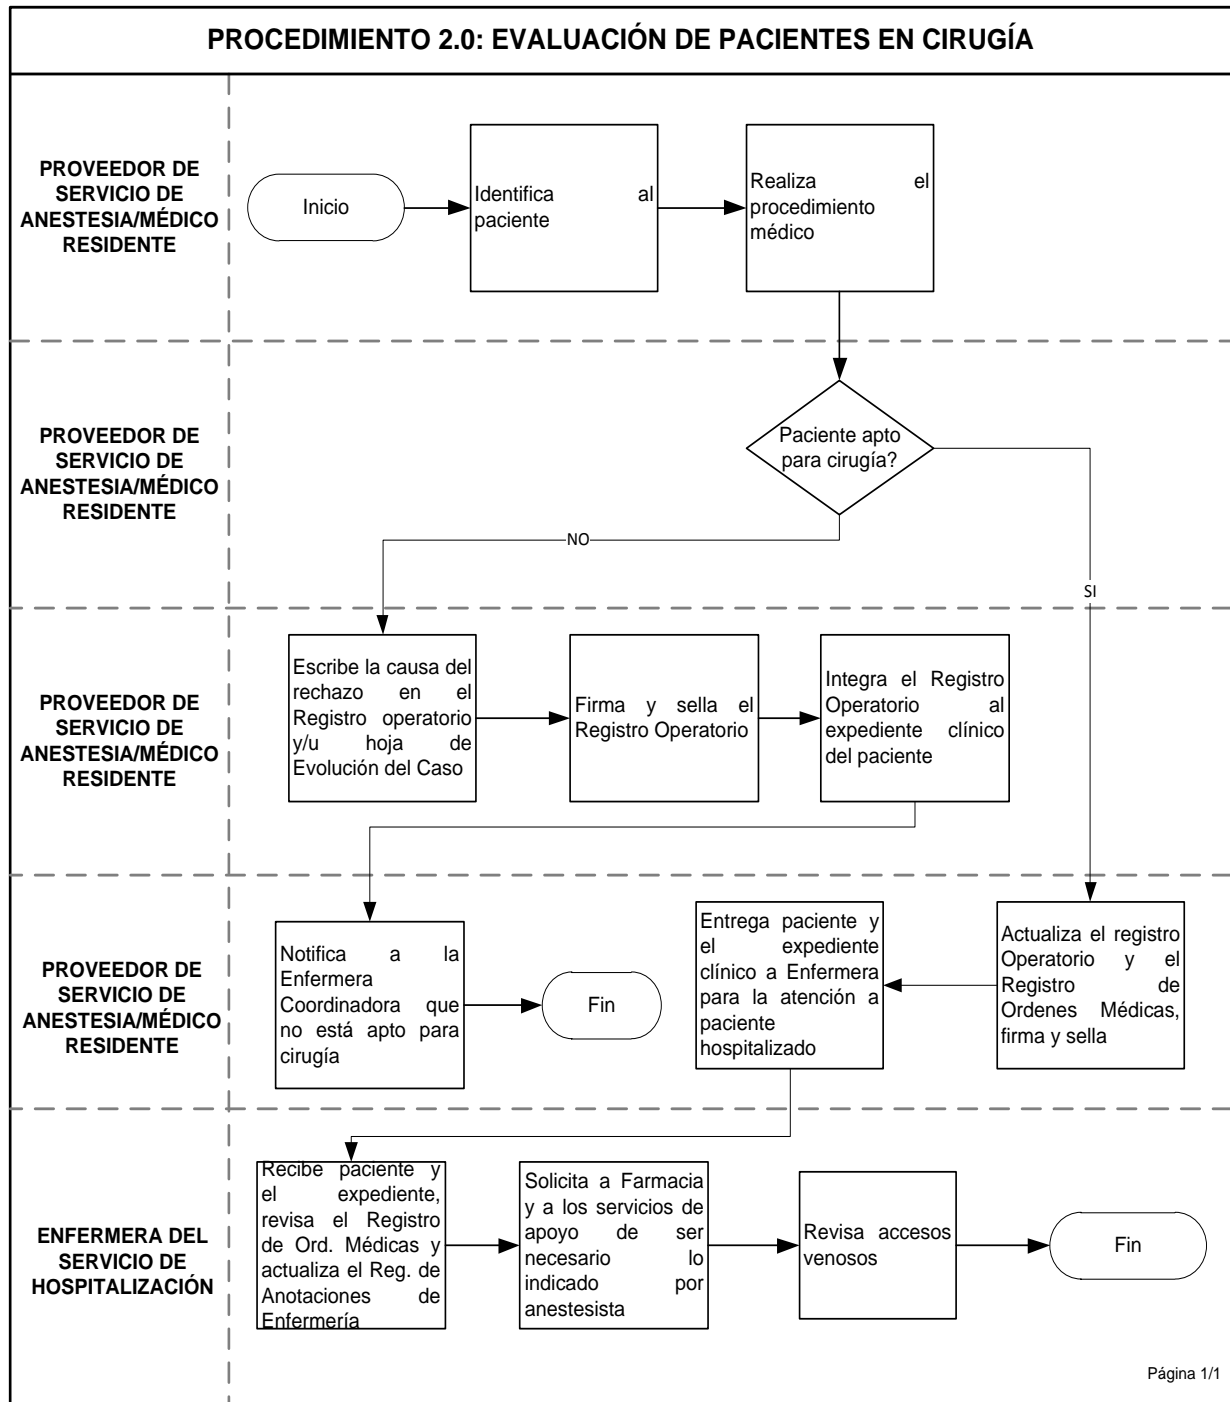 PROCEDIMIENTO 2.0: EVALUACIÓN DE PACIENTES EN CIRUGÍA
PROVEEDOR DE
SERVICIO DE
ANESTESIA/MÉDICO
RESIDENTE
Inicio
Identifica al
paciente
Realiza el
procedimiento
médico
PROVEEDOR DE
SERVICIO DE
ANESTESIA/MÉDICO
RESIDENTE
Paciente apto
para cirugía?
NO
SI
PROVEEDOR DE
SERVICIO DE
ANESTESIA/MÉDICO
RESIDENTE
Escribe la causa del
rechazo en el
Registro operatorio
y/u hoja de
Evolución del Caso
Firma y sella el
Registro Operatorio
Integra el Registro
Operatorio al
expediente clínico
del paciente
PROVEEDOR DE
SERVICIO DE
ANESTESIA/MÉDICO
RESIDENTE
Notifica a la
Enfermera
Coordinadora que
no está apto para
cirugía
Fin
Entrega paciente y
el expediente
clínico a Enfermera
para la atención a
paciente
hospitalizado
Actualiza el registro
Operatorio y el
Registro de
Ordenes Médicas,
firma y sella
ENFERMERA DEL
SERVICIO DE
HOSPITALIZACIÓN
Recibe paciente y
el expediente,
revisa el Registro
de Ord. Médicas y
actualiza el Reg. de
Anotaciones de
Enfermería
Solicita a Farmacia
y a los servicios de
apoyo de ser
necesario lo
indicado por
anestesista
Revisa accesos
venosos
Fin
Página 1/1